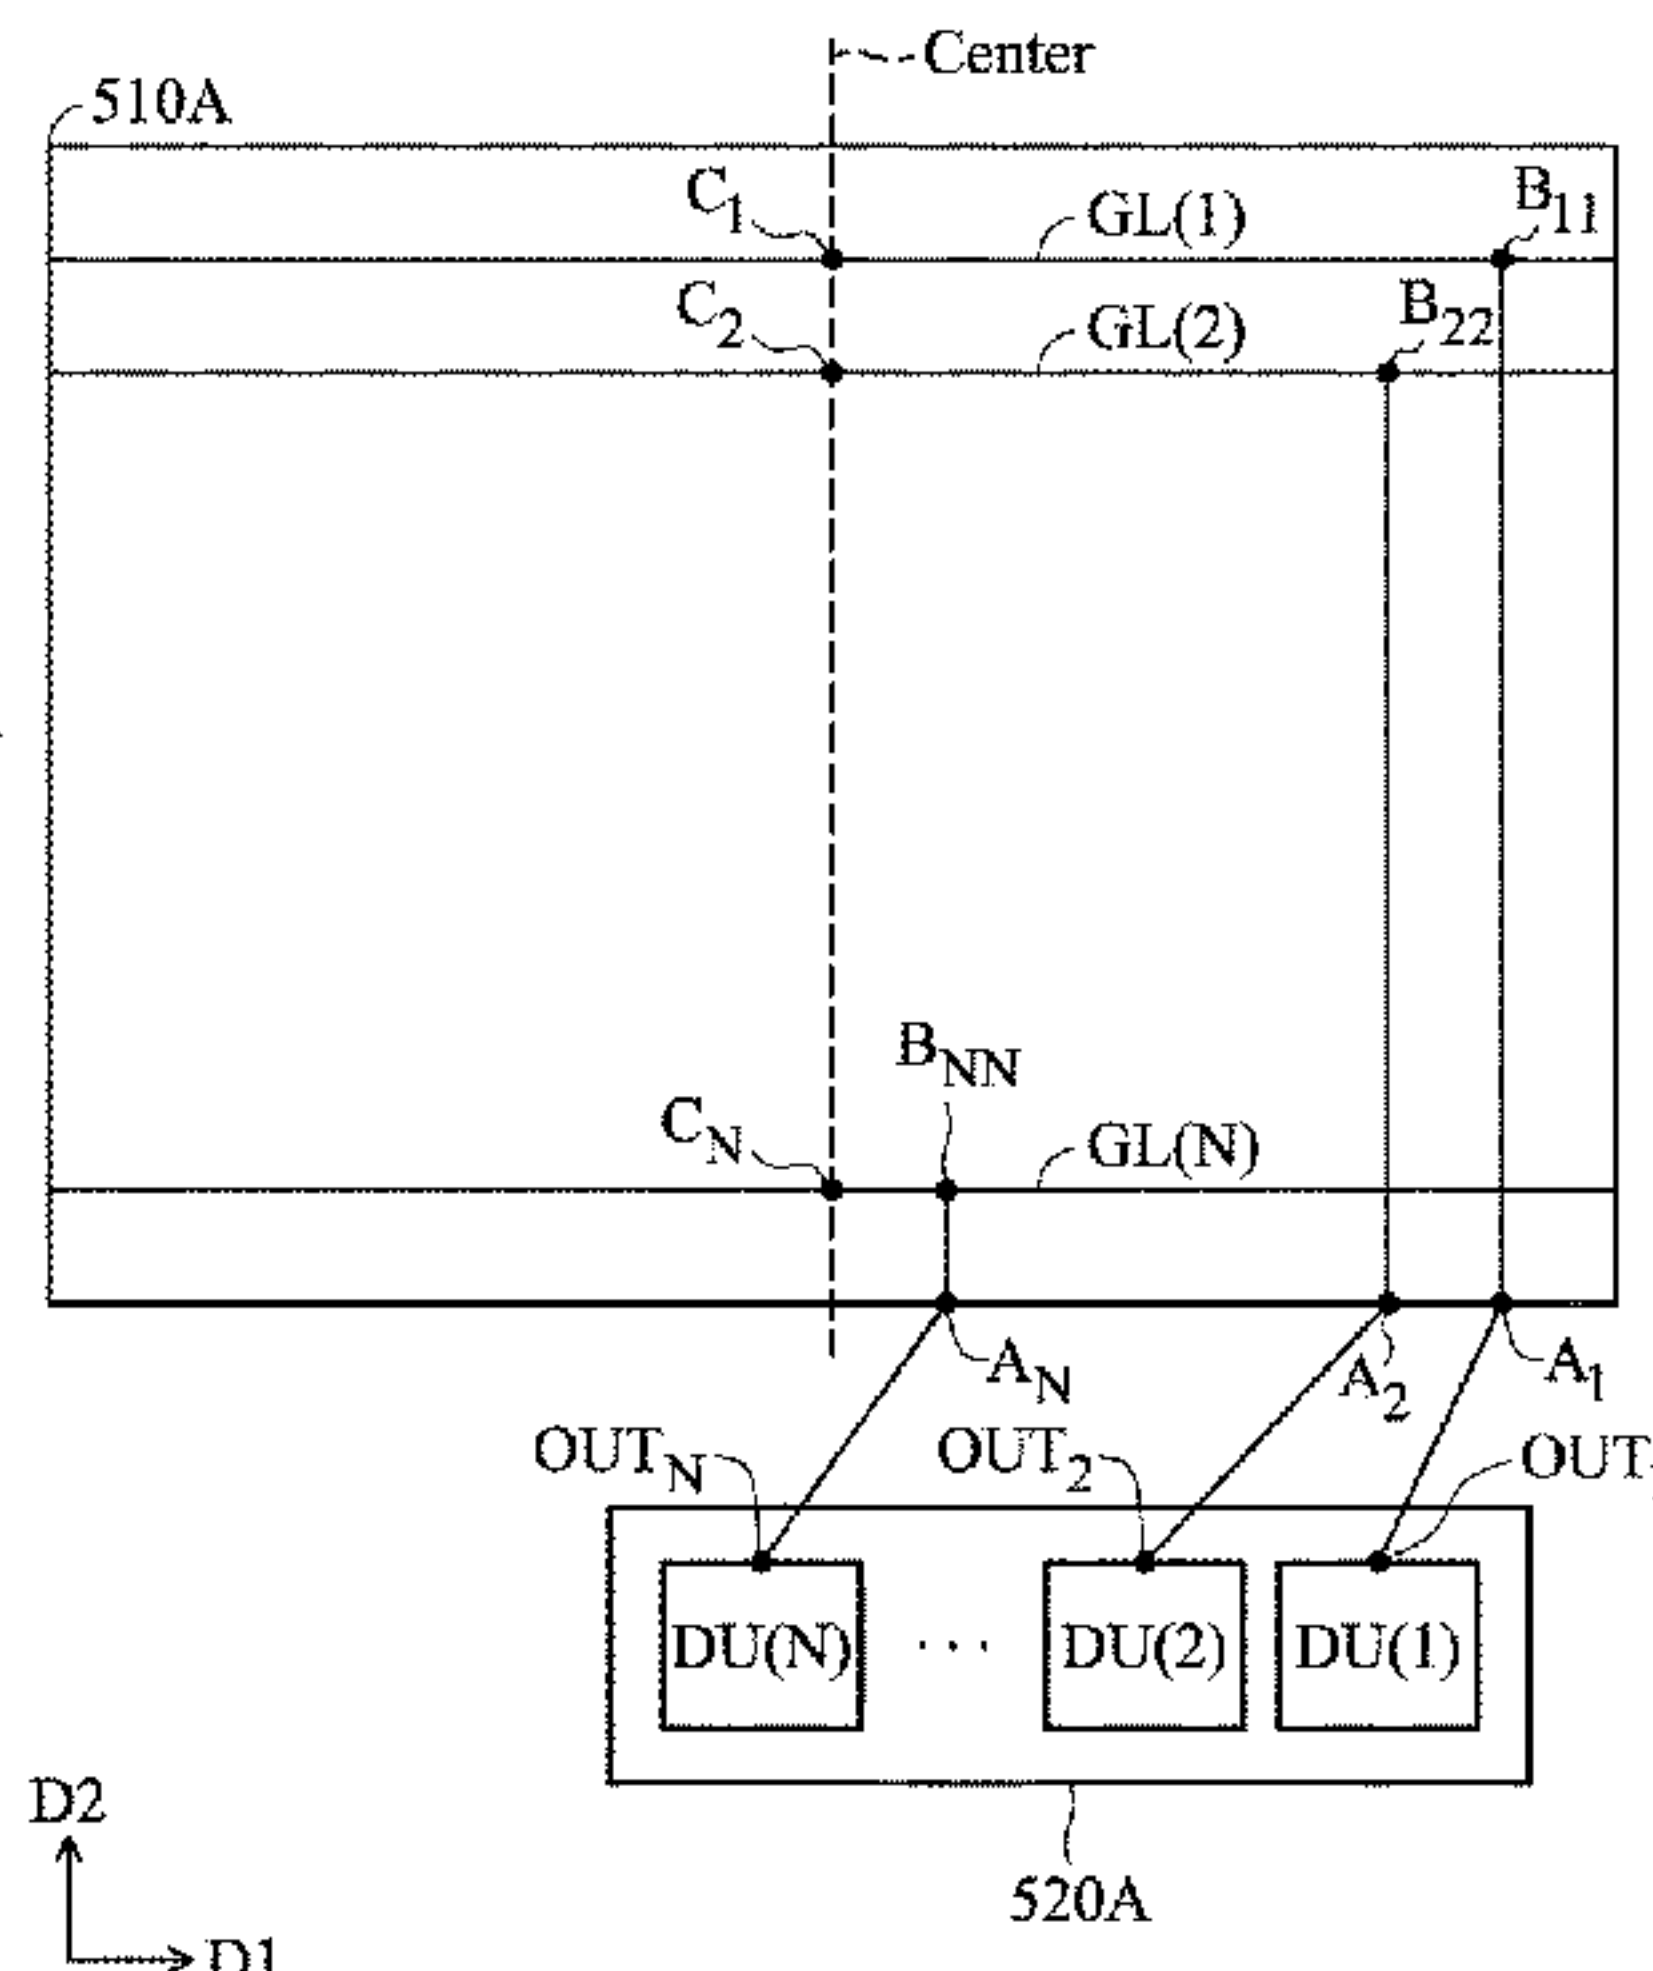 Center
510A
C1
GL(1)
B11
C2
GL(2)
B22
BNN
CN
GL(N)
AN
A2
A1
OUTN
OUT2
OUT
DU(N)
...
DU(2)
DU(1)
520A
D2
D1